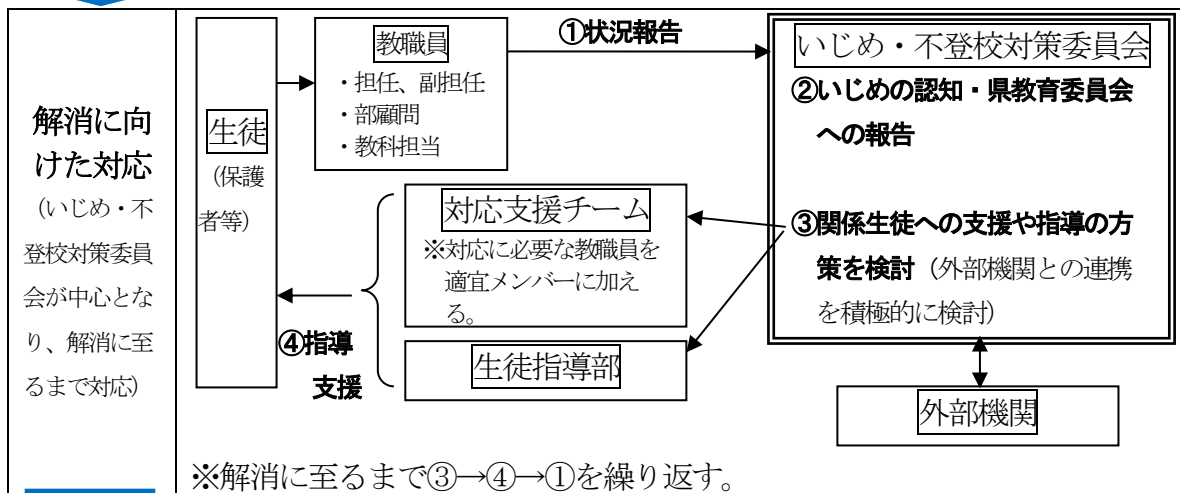 解消に向
けた対応
(いじめ・不
登校対策委員
会が中心とな
り、解消に至
るまで対応)
生徒
(保護
者等)
教職員
・担任、副担任
・部顧問
・教科担当
①状況報告
いじめ・不登校対策委員会
②いじめの認知・県教育委員会
への報告
③関係生徒への支援や指導の方
策を検討(外部機関との連携
を積極的に検討)
対応支援チーム
※対応に必要な教職員を
適宜メンバーに加え
る。
④指導
支援
生徒指導部
外部機関
※解消に至るまで③→④→①を繰り返す。